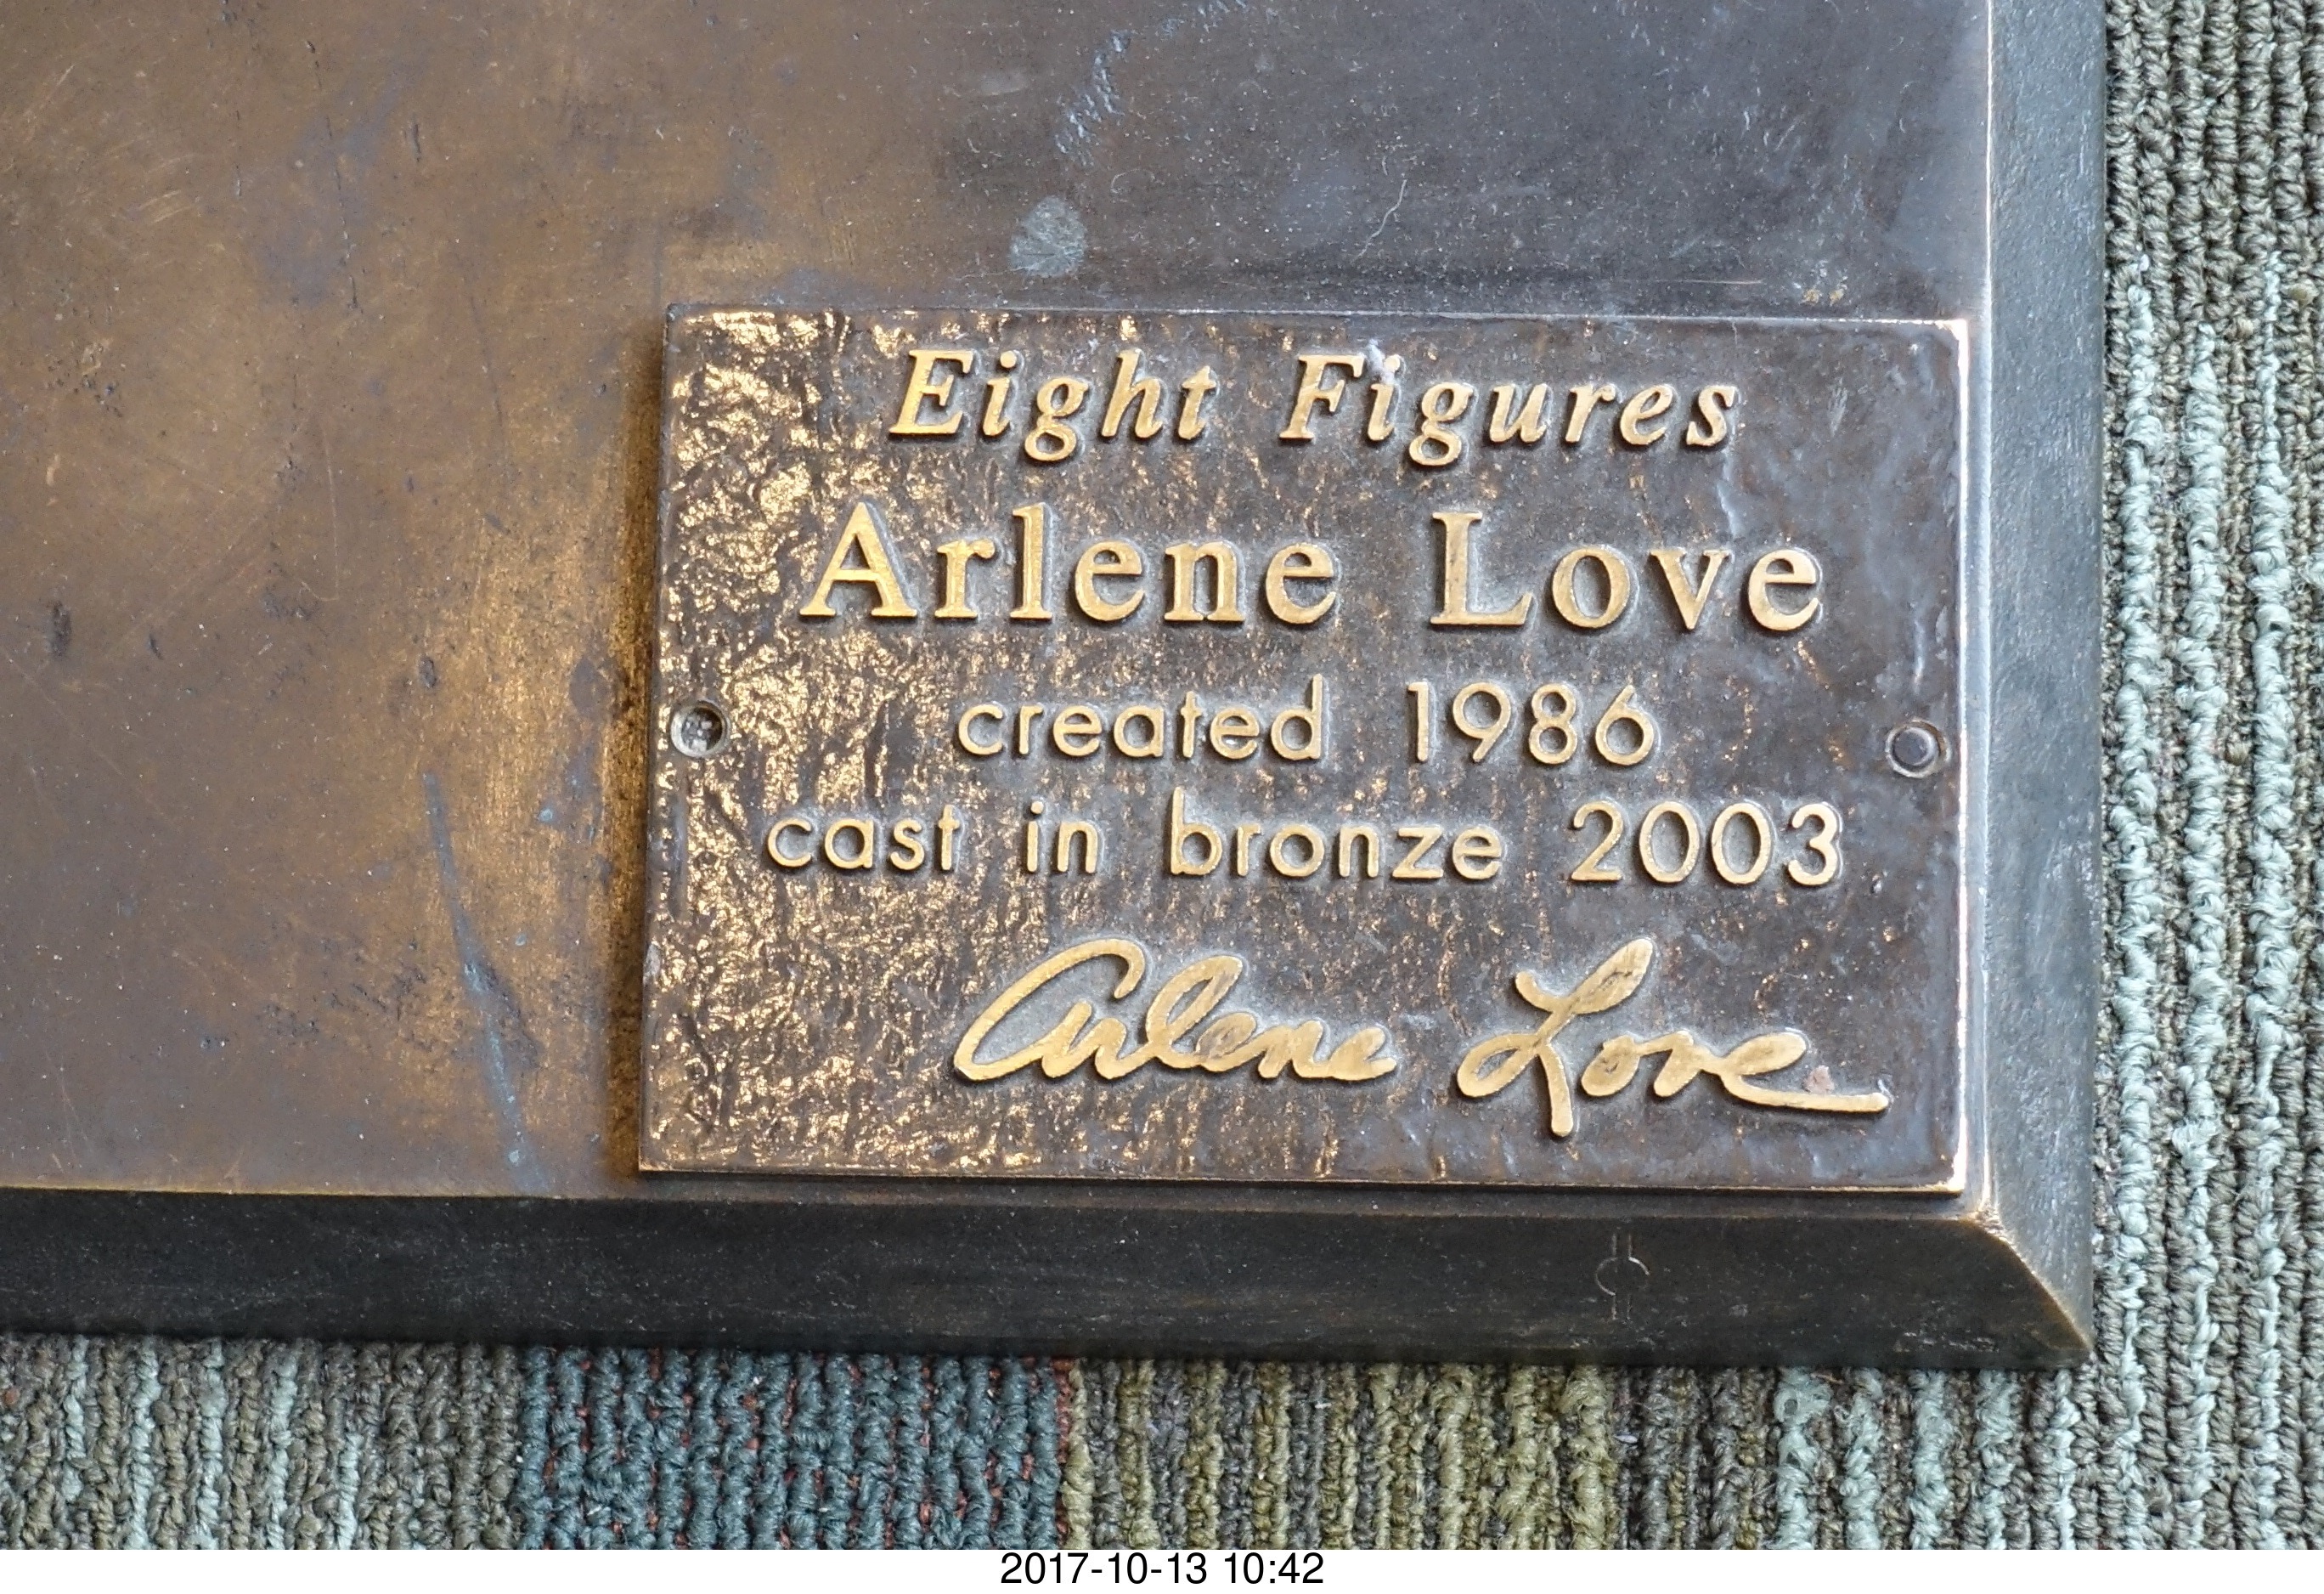 Eight Figures
Arlene Love
created 1986
cast in bronze 2003
Arlene Love
2017-10-13 10:42